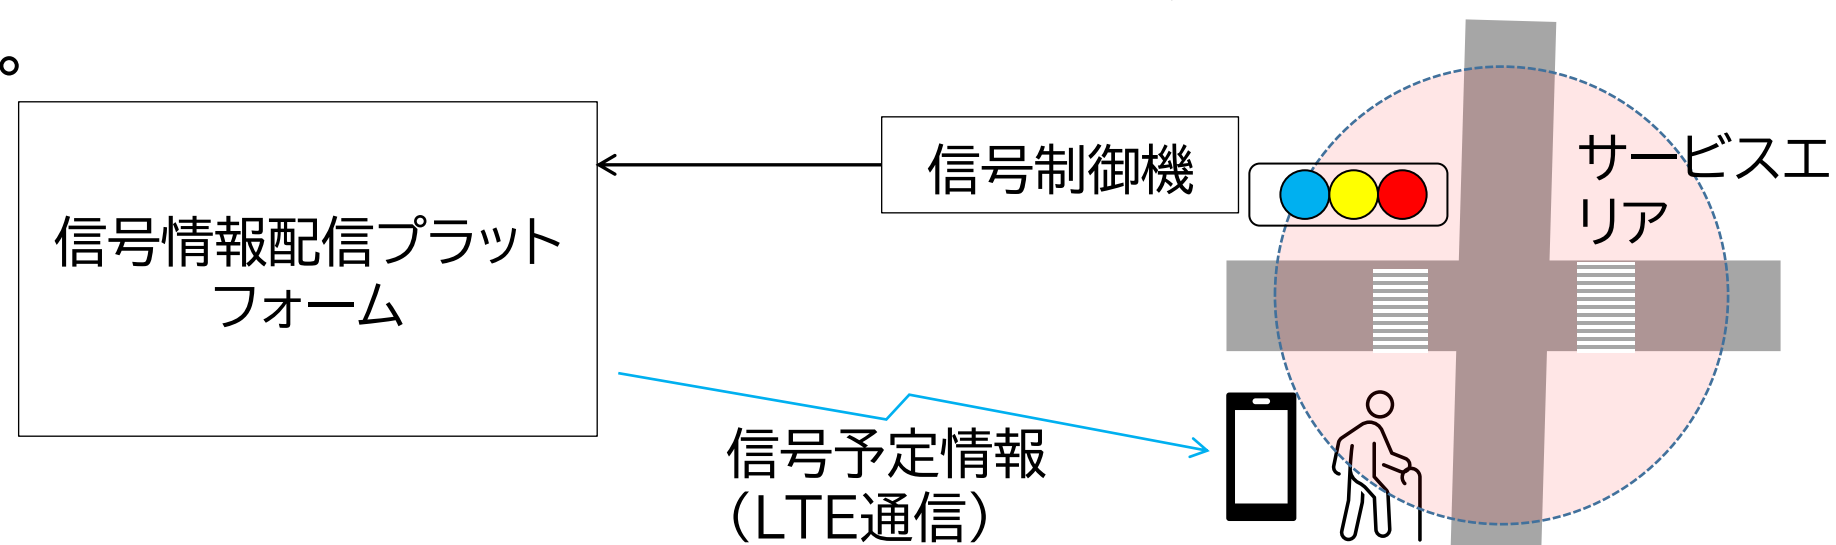 。
信号情報配信プラット
フォーム
信号制御機
サービスエ
リア
信号予定情報
（LTE通信）